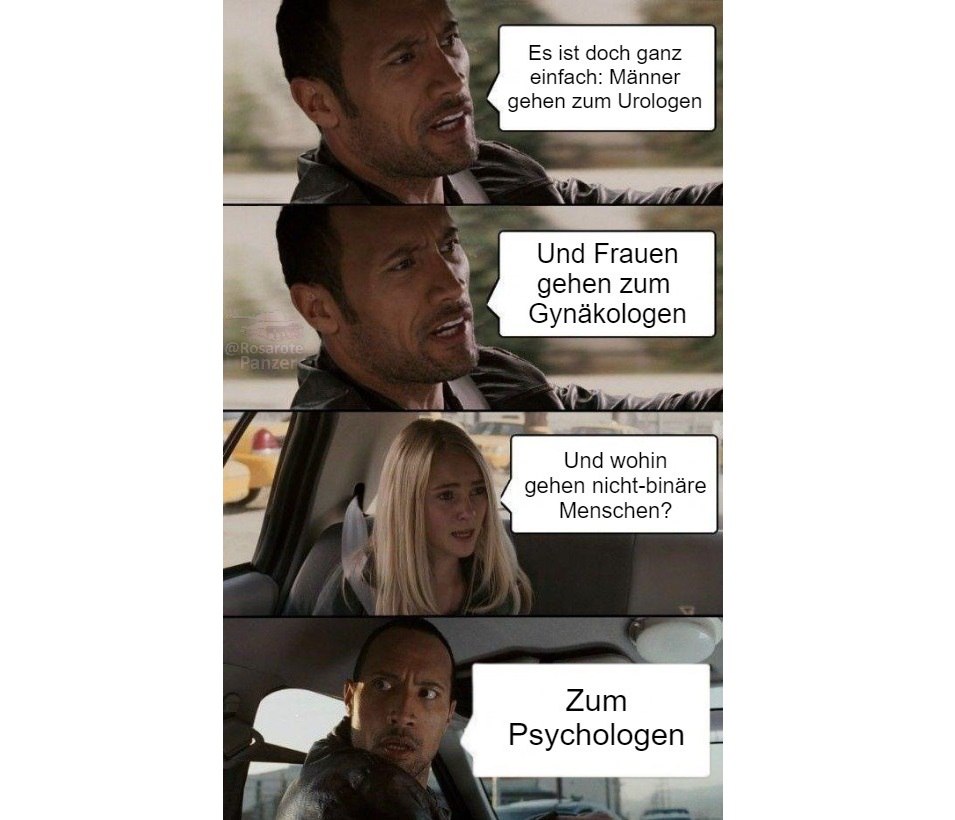 Es ist doch ganz
einfach: Männer
gehen zum Urologen
Und Frauen
gehen zum
Gynäkologen
@Rosarote
Panzer
Und wohin
gehen nicht-binäre
Menschen?
Zum
Psychologen